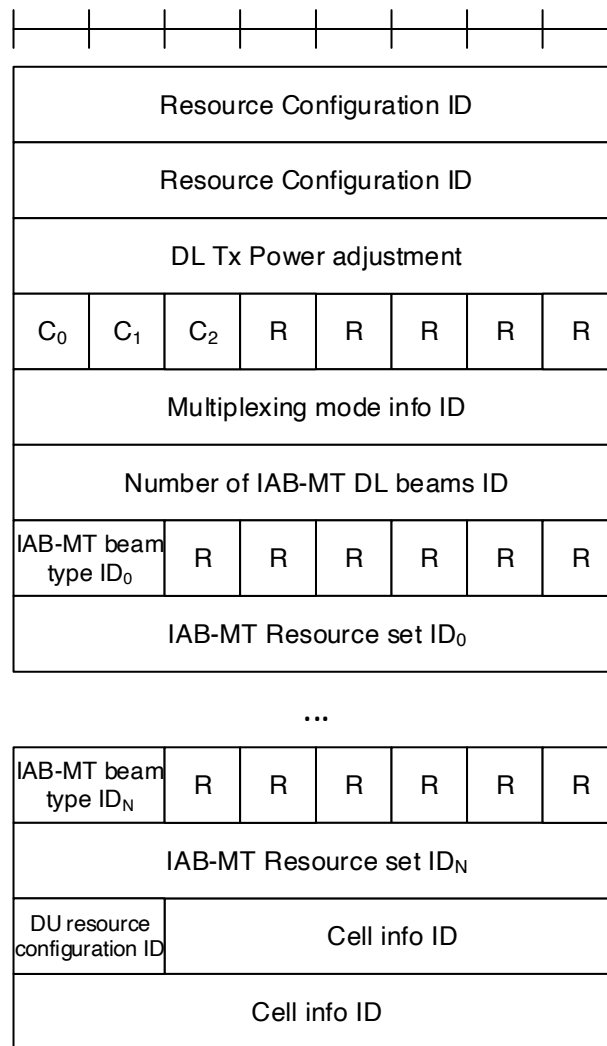 Resource Configuration ID
Resource Configuration ID
DL Tx Power adjustment
C₀ C₁ C₂ R R R R R
Multiplexing mode info ID
Number of IAB-MT DL beams ID
IAB-MT beam
type ID₀ R R R R R R
IAB-MT Resource set ID₀
...
IAB-MT beam
type ID_N R R R R R R
IAB-MT Resource set ID_N
DU resource
configuration ID Cell info ID
Cell info ID